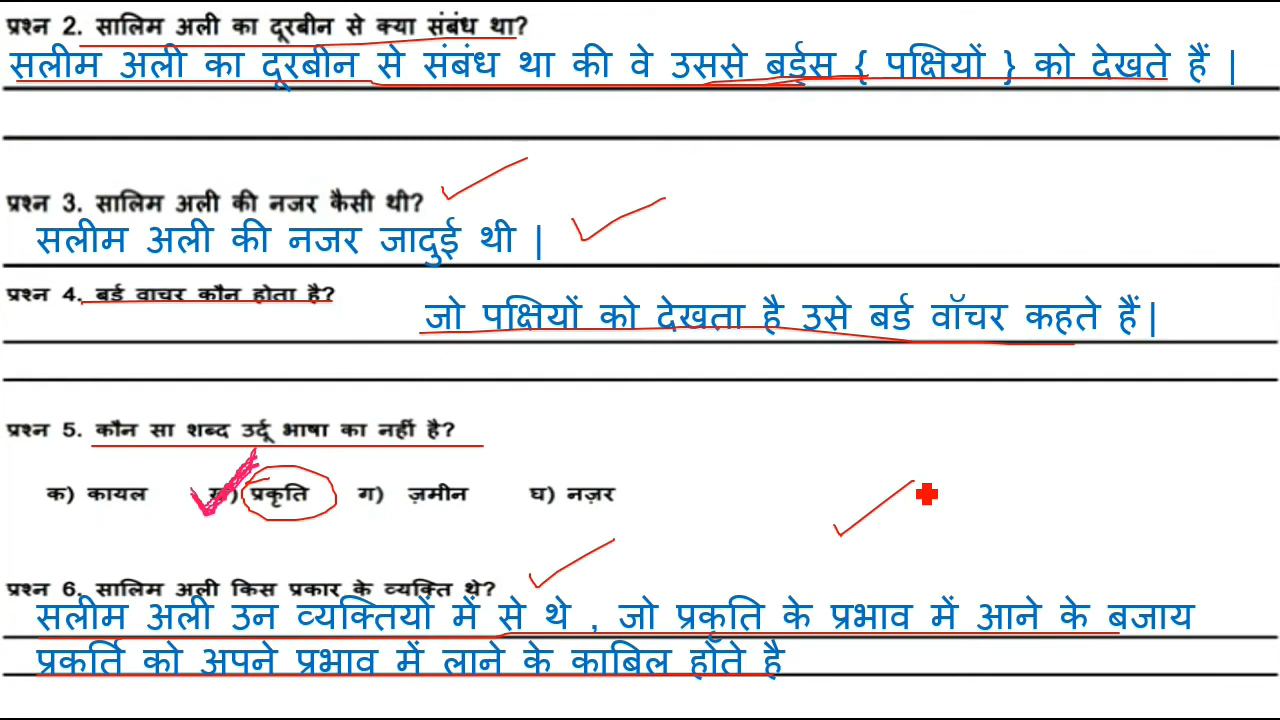 प्रश्न 2. सालिम अली का दूरबीन से क्या संबंध था?
सलीम अली का दूरबीन से संबंध था की वे उससे बर्ड्स { पक्षियों } को देखते हैं |
प्रश्न 3. सालिम अली की नजर कैसी थी?
सलीम अली की नजर जादुई थी |
प्रश्न 4. बर्ड वाचर कौन होता है?
जो पक्षियों को देखता है उसे बर्ड वॉचर कहते हैं|
प्रश्न 5. कौन सा शब्द उर्दू भाषा का नहीं है?
क) कायल ख) प्रकृति ग) ज़मीन घ) नज़र
प्रश्न 6. सालिम अली किस प्रकार के व्यक्ति थे?
सलीम अली उन व्यक्तियों में से थे , जो प्रकृति के प्रभाव में आने के बजाय
प्रकर्ति को अपने प्रभाव में लाने के काबिल होँते है